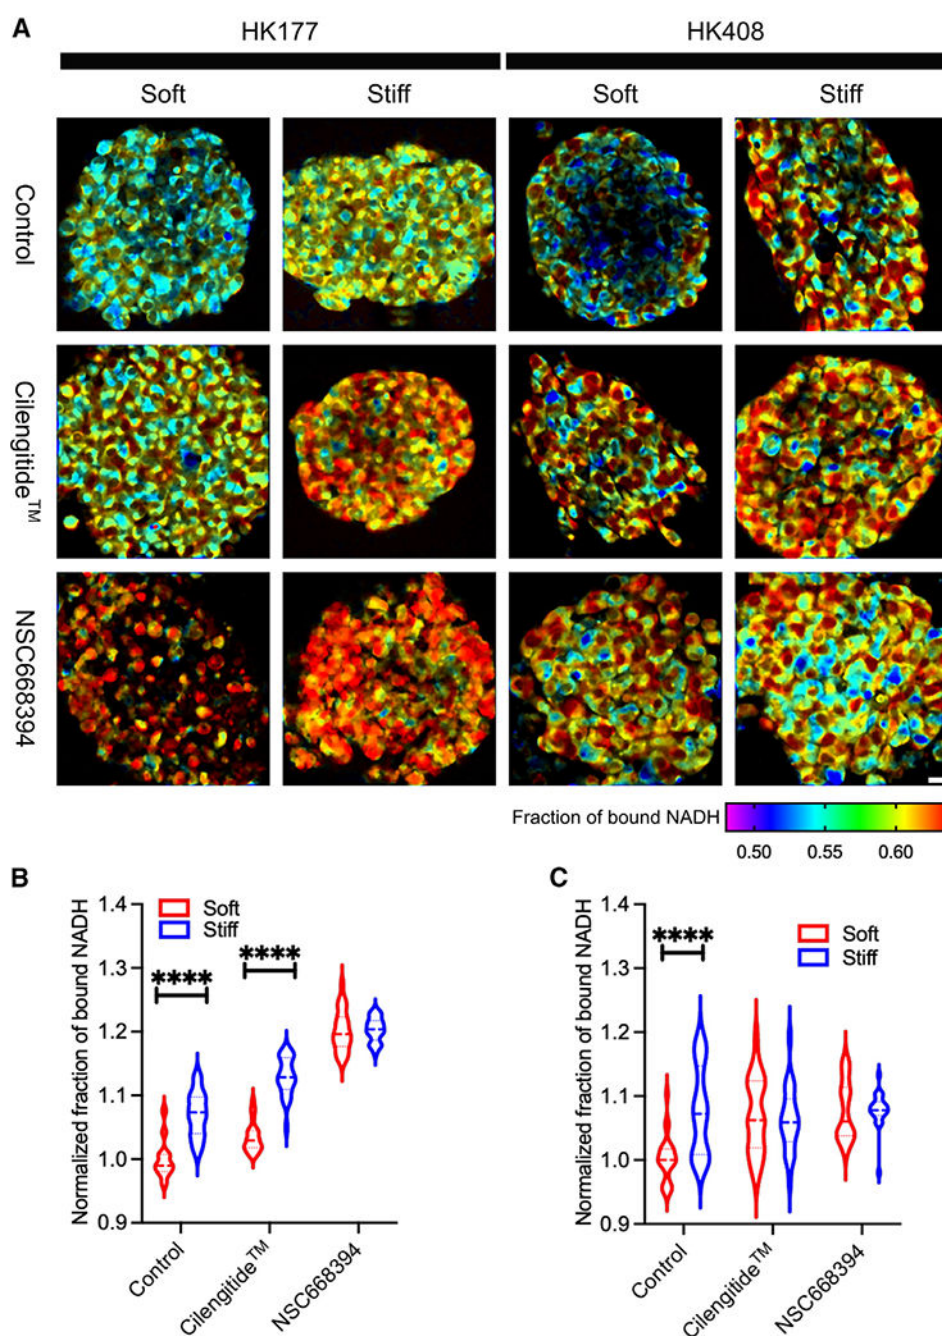 A
HK177 HK408
Soft Stiff Soft Stiff
Control
Cilengitide™
NSC668394
Fraction of bound NADH
0.50 0.55 0.60
B
Normalized fraction of bound NADH
1.4
1.3
1.2
1.1
1.0
0.9
Soft
Stiff
****
****
Control
Cilengitide™
NSC668394
C
Normalized fraction of bound NADH
1.4
1.3
1.2
1.1
1.0
0.9
****
Soft
Stiff
Control
Cilengitide™
NSC668394